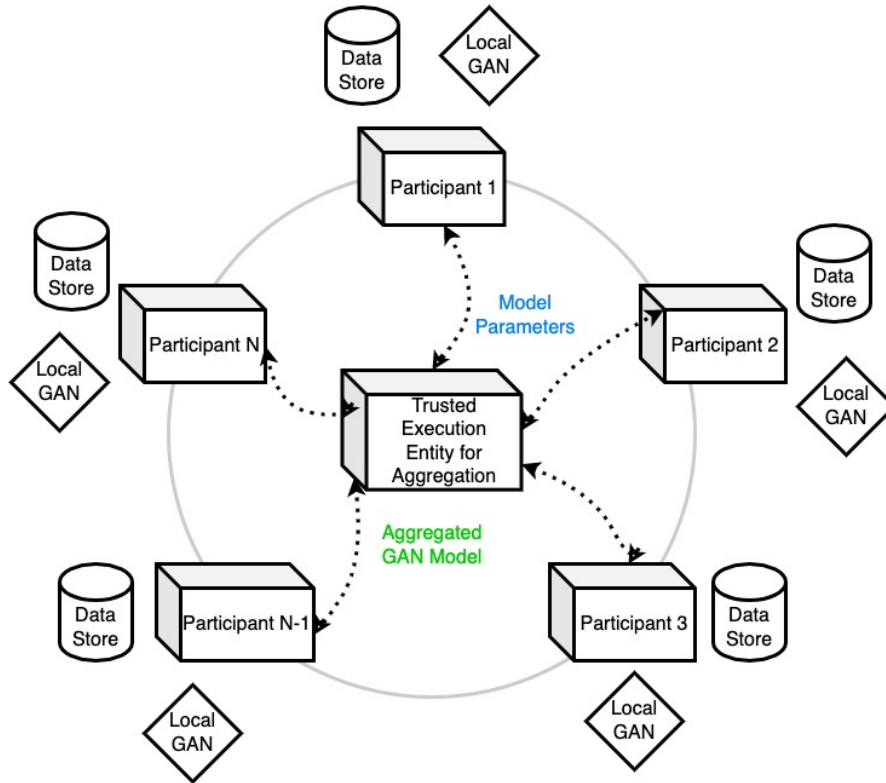 Data
Store
Local
GAN
Participant 1
Data
Store
Model
Parameters
Data
Store
Participant N
Participant 2
Local
GAN
Local
GAN
Trusted
Execution
Entity for
Aggregation
Aggregated
GAN Model
Data
Store
Participant N-1
Participant 3
Data
Store
Local
GAN
Local
GAN